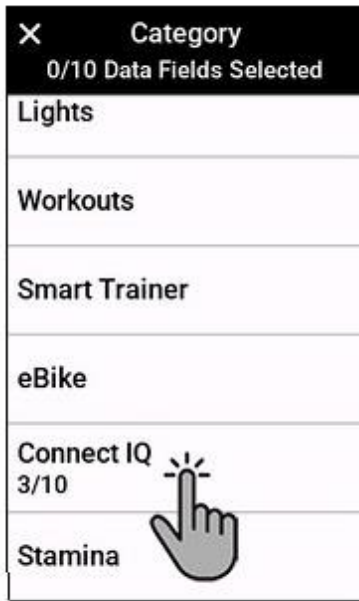 Category
0/10 Data Fields Selected
Lights
Workouts
Smart Trainer
eBike
Connect IQ
3/10
Stamina